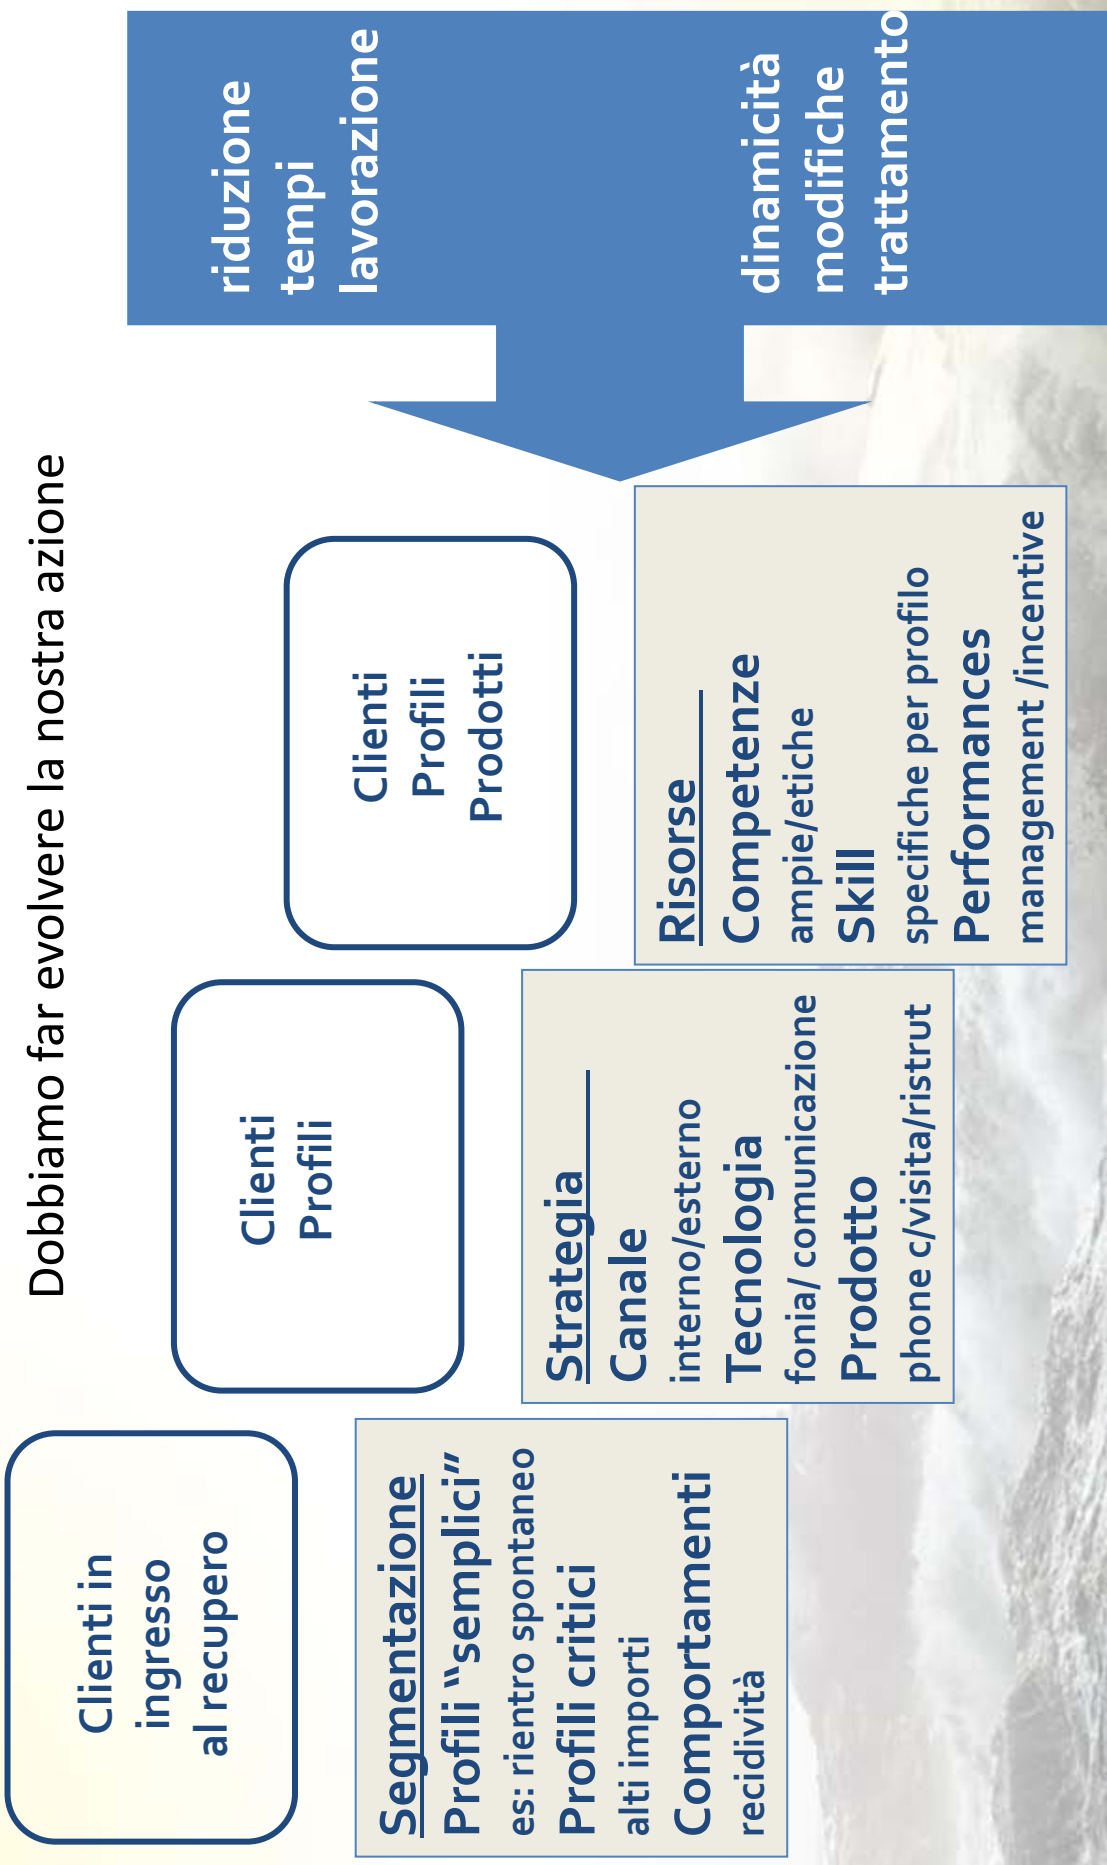 Dobbiamo far evolvere la nostra azione
Clienti in
ingresso
al recupero
Segmentazione
Profili “semplici”
es: rientro spontaneo
Profili critici
alti importi
Comportamenti
recidività
Clienti
Profili
Strategia
Canale
interno/esterno
Tecnologia
fonia/ comunicazione
Prodotto
phone c/visita/ristrut
Clienti
Profili
Prodotti
Risorse
Competenze
ampie/etiche
Skill
specifiche per profilo
Performances
management /incentive
riduzione
tempi
lavorazione
dinamicità
modifiche
trattamento